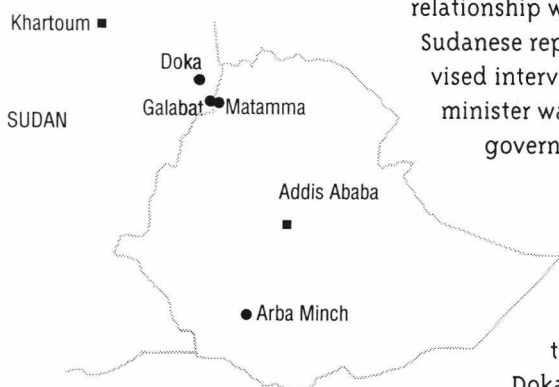 Khartoum
Doka
Galabat
Matamma
SUDAN
Addis Ababa
Arba Minch
relationship w
Sudanese rep
vised interv
minister wa
govern
t
Doka